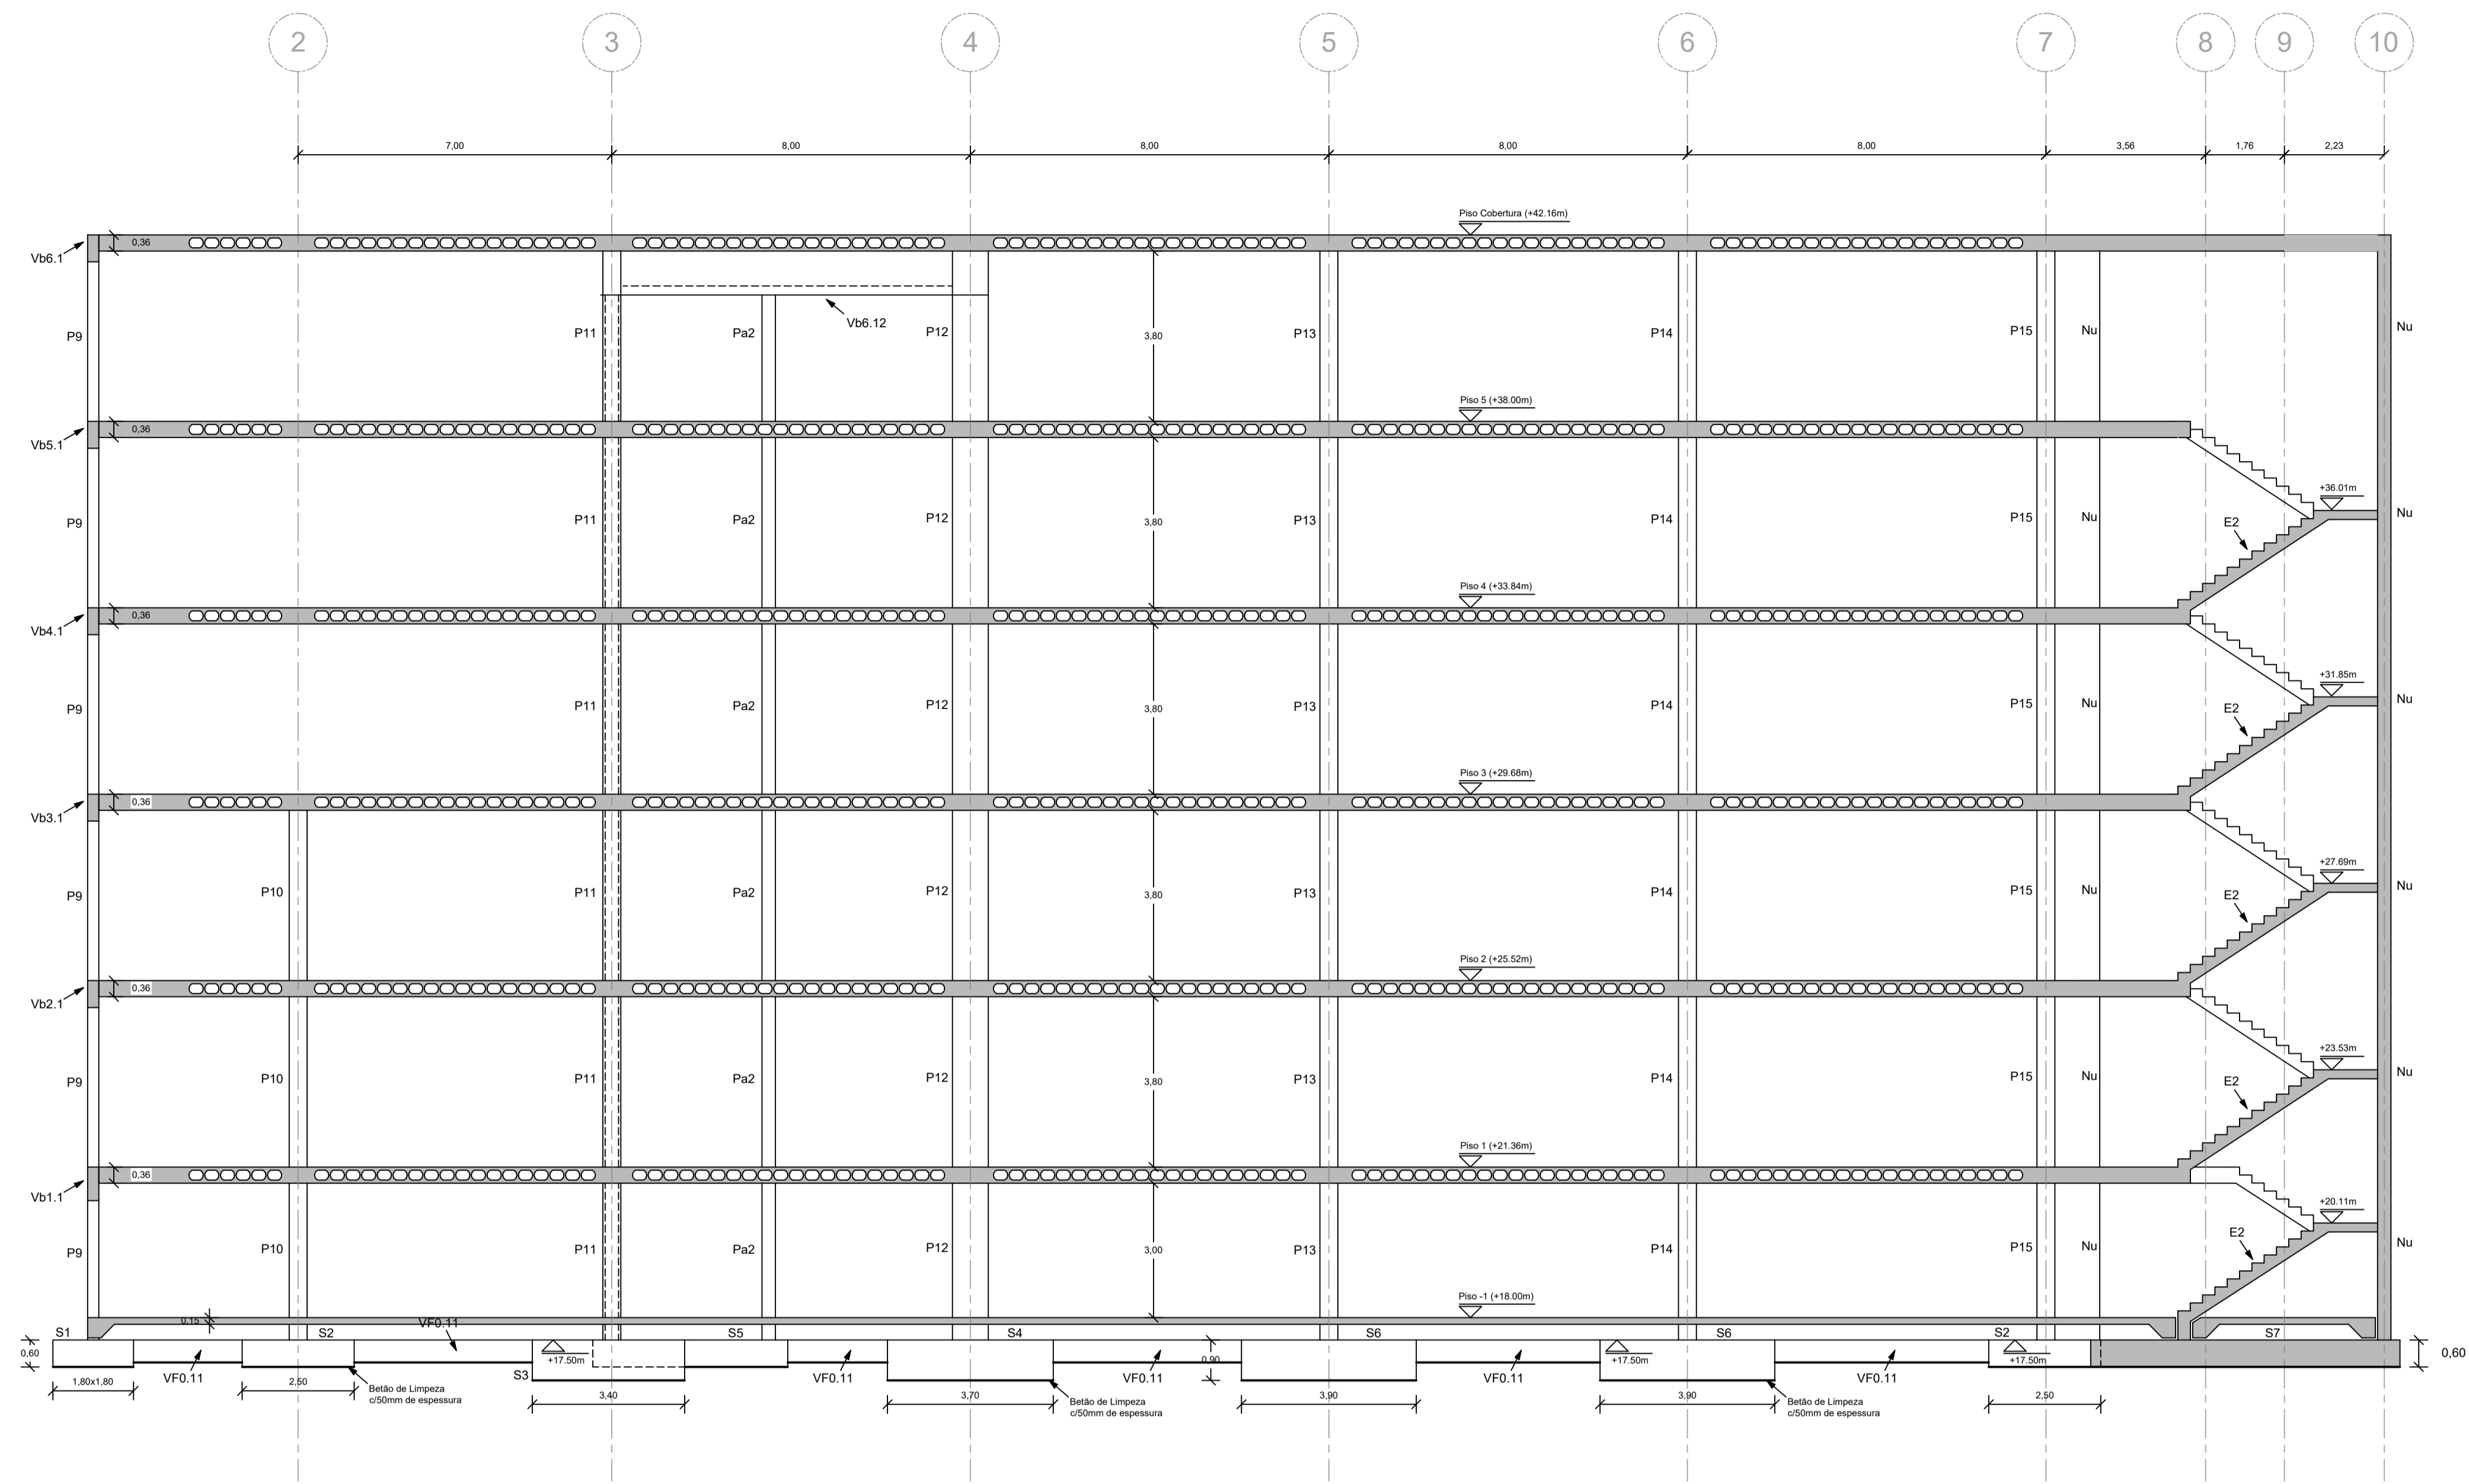 2 3 4 5 6 7 8 9 10
7,00 8,00 8,00 8,00 8,00 3,56 1,76 2,23
Piso Cobertura (+42.16m)
0,36
Vb6.1
Vb6.12
P9 P11 Pa2 P12 3,80 P13 P14 P15 Nu Nu
Piso 5 (+38.00m)
0,36
Vb5.1
+36.01m
P9 P11 Pa2 P12 3,80 P13 P14 P15 Nu E2 Nu
Piso 4 (+33.84m)
0,36
Vb4.1
+31.85m
P9 P11 Pa2 P12 3,80 P13 P14 P15 Nu E2 Nu
Piso 3 (+29.68m)
0,36
Vb3.1
+27.69m
P9 P10 P11 Pa2 P12 3,80 P13 P14 P15 Nu E2 Nu
Piso 2 (+25.52m)
0,36
Vb2.1
+23.53m
P9 P10 P11 Pa2 P12 3,80 P13 P14 P15 Nu E2 Nu
Piso 1 (+21.36m)
0,36
Vb1.1
+20.11m
P9 P10 P11 Pa2 P12 3,00 P13 P14 P15 Nu E2 Nu
Piso -1 (+18.00m)
0,15 VF0.11
S1 S2 S5 S4 S6 S6 S2 S7
0,60 +17.50m 0,90 +17.50m +17.50m 0,60
VF0.11 S3 VF0.11 VF0.11 VF0.11 VF0.11
1,80x1,80 2,50 3,40 3,70 3,90 3,90 2,50
Betão de Limpeza
c/50mm de espessura
Betão de Limpeza
c/50mm de espessura
Betão de Limpeza
c/50mm de espessura